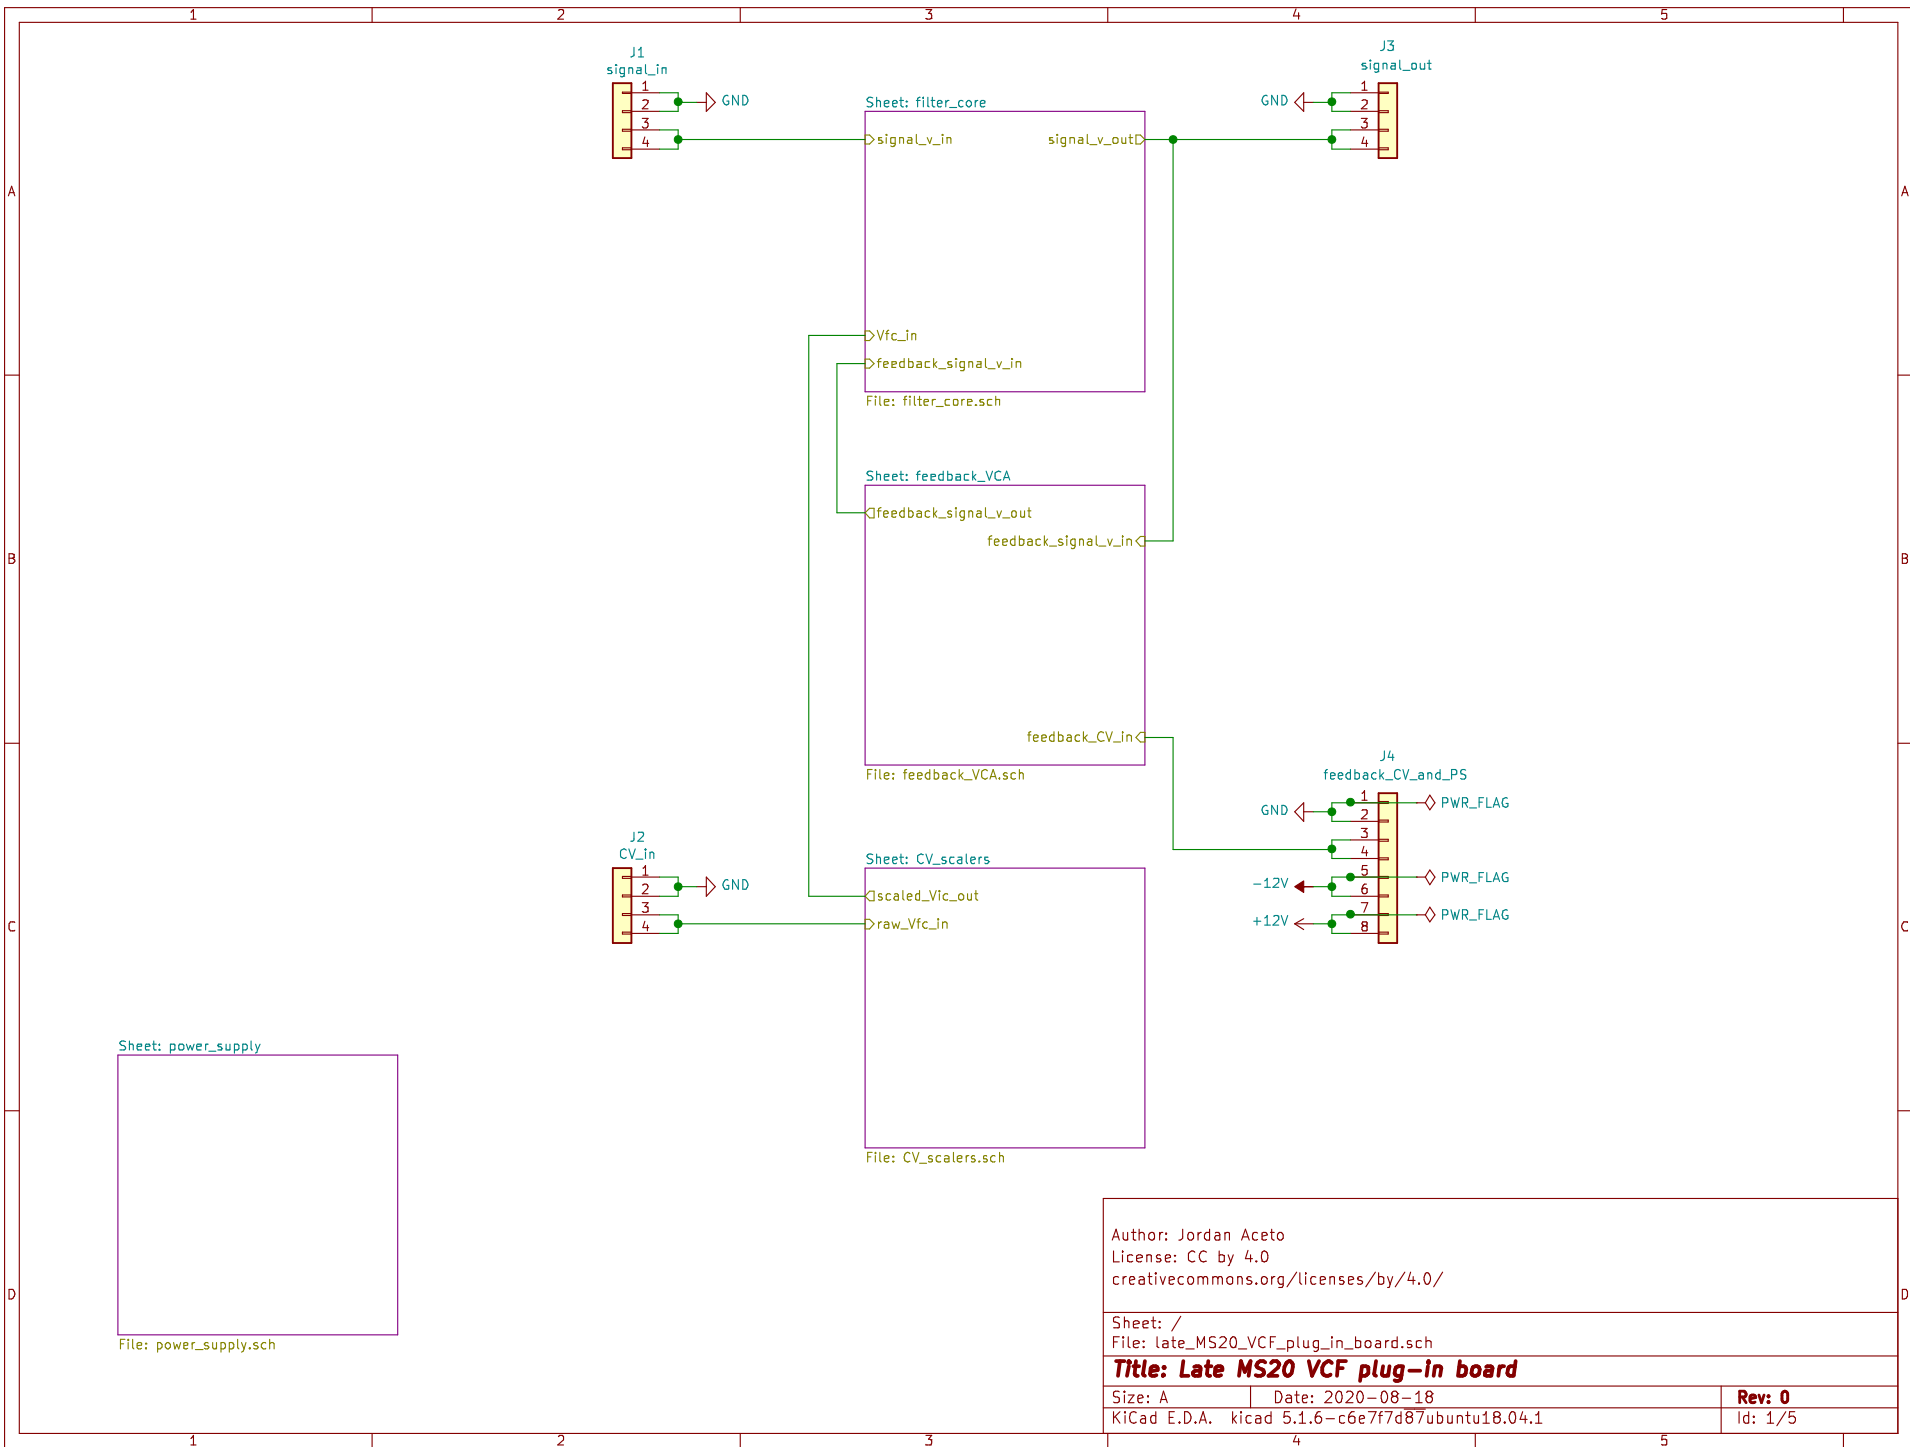 1 2 3 4 5
A A
B B
C C
D D
J1
signal_in
1
2
3
4
GND
J3
signal_out
GND
1
2
3
4
Sheet: filter_core
signal_v_in
signal_v_out
Vfc_in
feedback_signal_v_in
File: filter_core.sch
Sheet: feedback_VCA
feedback_signal_v_out
feedback_signal_v_in
feedback_CV_in
File: feedback_VCA.sch
J4
feedback_CV_and_PS
GND
-12V
+12V
1
2
3
4
5
6
7
8
PWR_FLAG
PWR_FLAG
PWR_FLAG
J2
CV_in
1
2
3
4
GND
Sheet: CV_scalers
scaled_Vic_out
raw_Vfc_in
File: CV_scalers.sch
Sheet: power_supply
File: power_supply.sch
Author: Jordan Aceto
License: CC by 4.0
creativecommons.org/licenses/by/4.0/
Sheet: /
File: late_MS20_VCF_plug_in_board.sch
Title: Late MS20 VCF plug-in board
Size: A Date: 2020-08-18 Rev: 0
KiCad E.D.A. kicad 5.1.6-c6e7f7d87ubuntu18.04.1 Id: 1/5
1 2 3 4 5